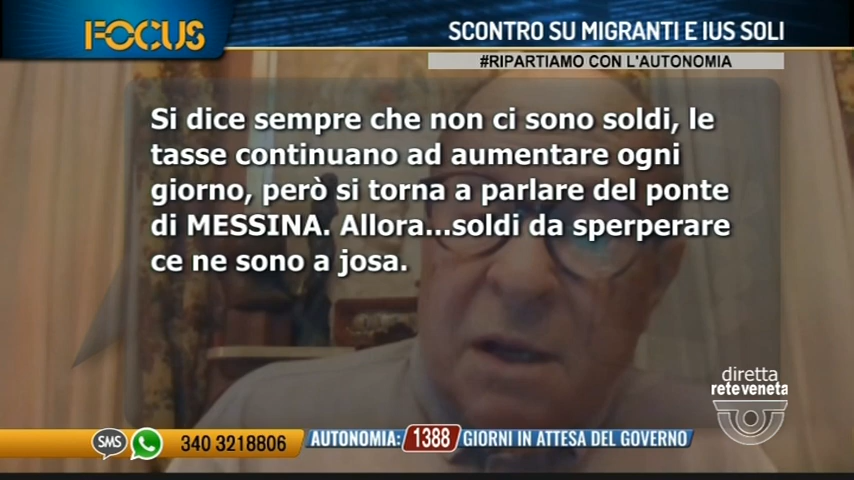 FOCUS
SCONTRO SU MIGRANTI E IUS SOLI
#RIPARTIAMO CON L'AUTONOMIA
Si dice sempre che non ci sono soldi, le
tasse continuano ad aumentare ogni
giorno, però si torna a parlare del ponte
di MESSINA. Allora...soldi da sperperare
ce ne sono a josa.
diretta
reteveneta
SMS 340 3218806
AUTONOMIA: 1388 GIORNI IN ATTESA DEL GOVERNO